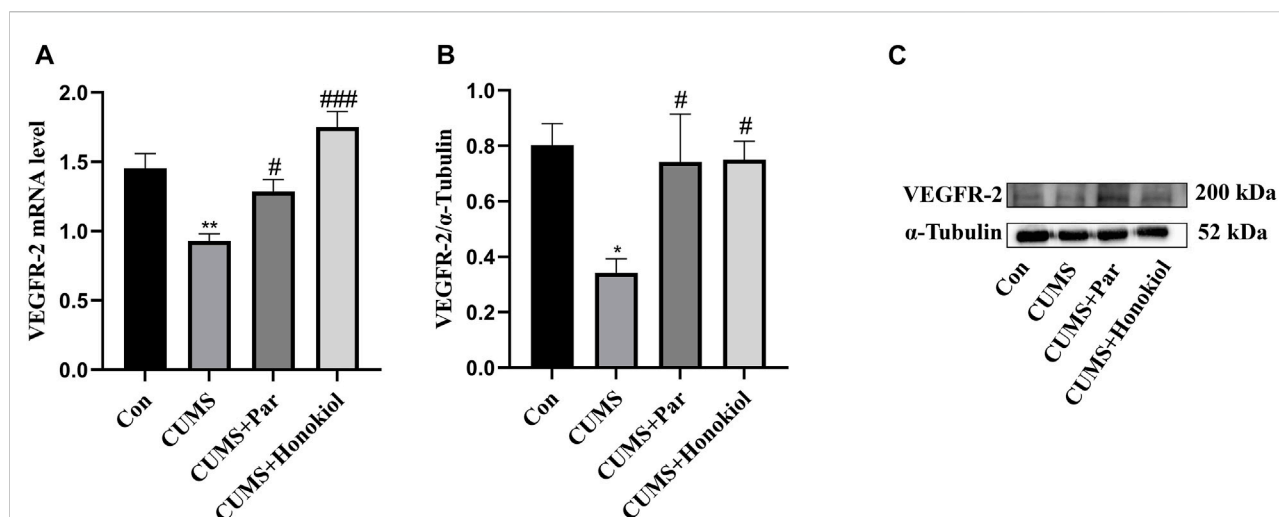 A
VEGFR-2 mRNA level
2.0
1.5
1.0
0.5
0.0
**
#
###
Con
CUMS
CUMS+Par
CUMS+Honokiol
B
VEGFR-2/α-Tubulin
1.0
0.8
0.6
0.4
0.2
0.0
*
#
#
Con
CUMS
CUMS+Par
CUMS+Honokiol
C
VEGFR-2 200 kDa
α-Tubulin 52 kDa
Con
CUMS
CUMS+Par
CUMS+Honokiol